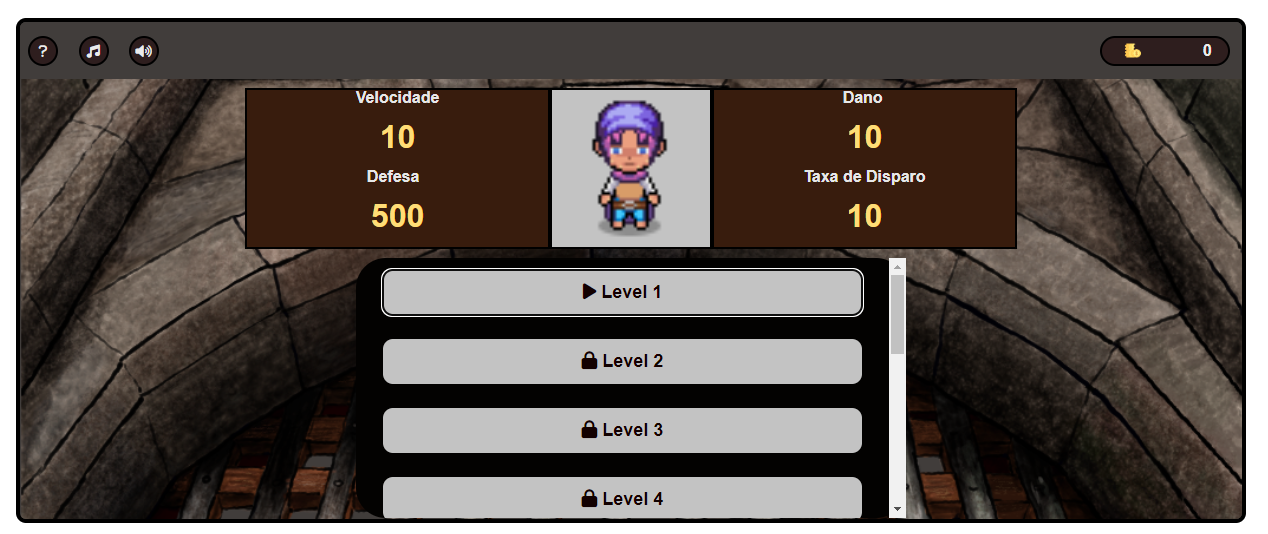 ?
0
Velocidade
10
Defesa
500
Dano
10
Taxa de Disparo
10
Level 1
Level 2
Level 3
Level 4